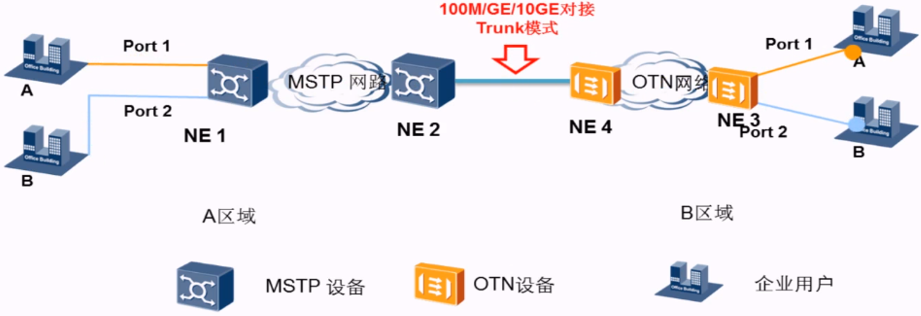 100M/GE/10GE对接
Trunk模式
Port 1
Port 1
Office Building
Office Building
A
A
MSTP 网路
OTN网络
Port 2
NE 1
NE 2
NE 4
NE 3
Port 2
Office Building
Office Building
B
B
A区域
B区域
MSTP 设备
OTN设备
Office Building
企业用户